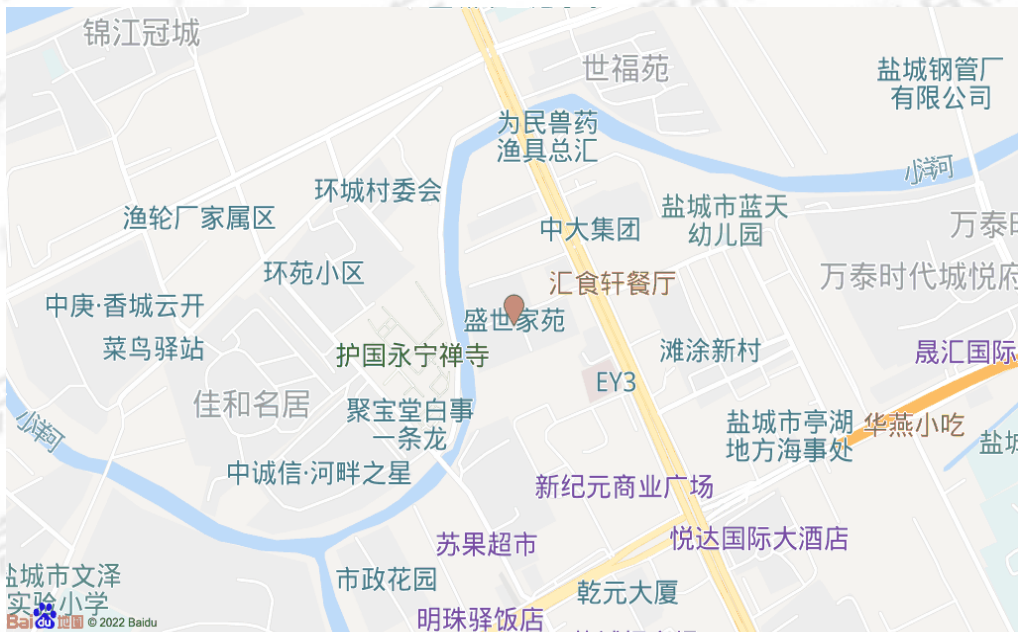 锦江冠城
世福苑
盐城钢管厂
有限公司
为民兽药
渔具总汇
小洋河
环城村委会
渔轮厂家属区
中大集团
盐城市蓝天
幼儿园
万泰时
环苑小区
汇食轩餐厅
万泰时代城悦府
中庚·香城云开
盛世家苑
菜鸟驿站
护国永宁禅寺
滩涂新村
晟汇国际
EY3
佳和名居
聚宝堂白事
一条龙
盐城市亭湖
地方海事处
华燕小吃
小洋河
盐城
中诚信·河畔之星
新纪元商业广场
苏果超市
悦达国际大酒店
盐城市文泽
实验小学
市政花园
乾元大厦
明珠驿饭店
Bai du 地图 © 2022 Baidu